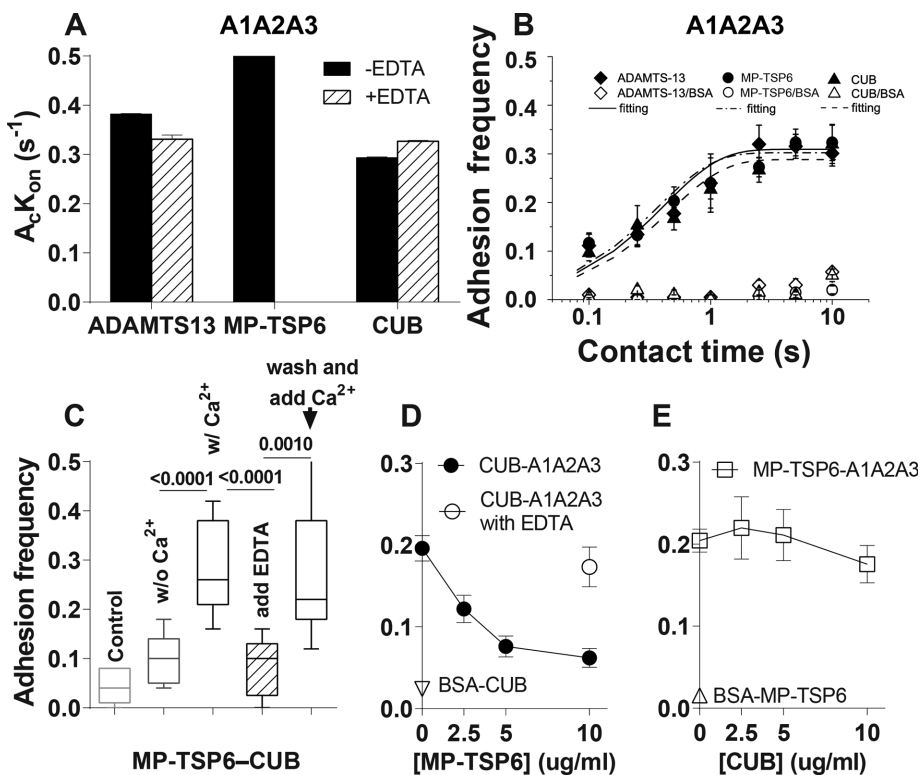 A
A1A2A3
AcKon (s⁻¹)
0.5
0.4
0.3
0.2
0.1
0.0
-EDTA
+EDTA
ADAMTS13
MP-TSP6
CUB
B
A1A2A3
Adhesion frequency
0.5
0.4
0.3
0.2
0.1
0.0
ADAMTS-13
MP-TSP6
CUB
ADAMTS-13/BSA
MP-TSP6/BSA
CUB/BSA
fitting
fitting
fitting
0.1
1
10
Contact time (s)
C
wash and
add Ca²⁺
Adhesion frequency
0.5
0.4
0.3
0.2
0.1
0.0
Control
w/o Ca²⁺
w/ Ca²⁺
add EDTA
<0.0001
<0.0001
0.0010
MP-TSP6–CUB
D
0.3
0.2
0.1
0.0
CUB-A1A2A3
CUB-A1A2A3
with EDTA
BSA-CUB
0
2.5
5
10
[MP-TSP6] (ug/ml)
E
0.3
0.2
0.1
0.0
MP-TSP6-A1A2A3
BSA-MP-TSP6
0
2.5
5
10
[CUB] (ug/ml)